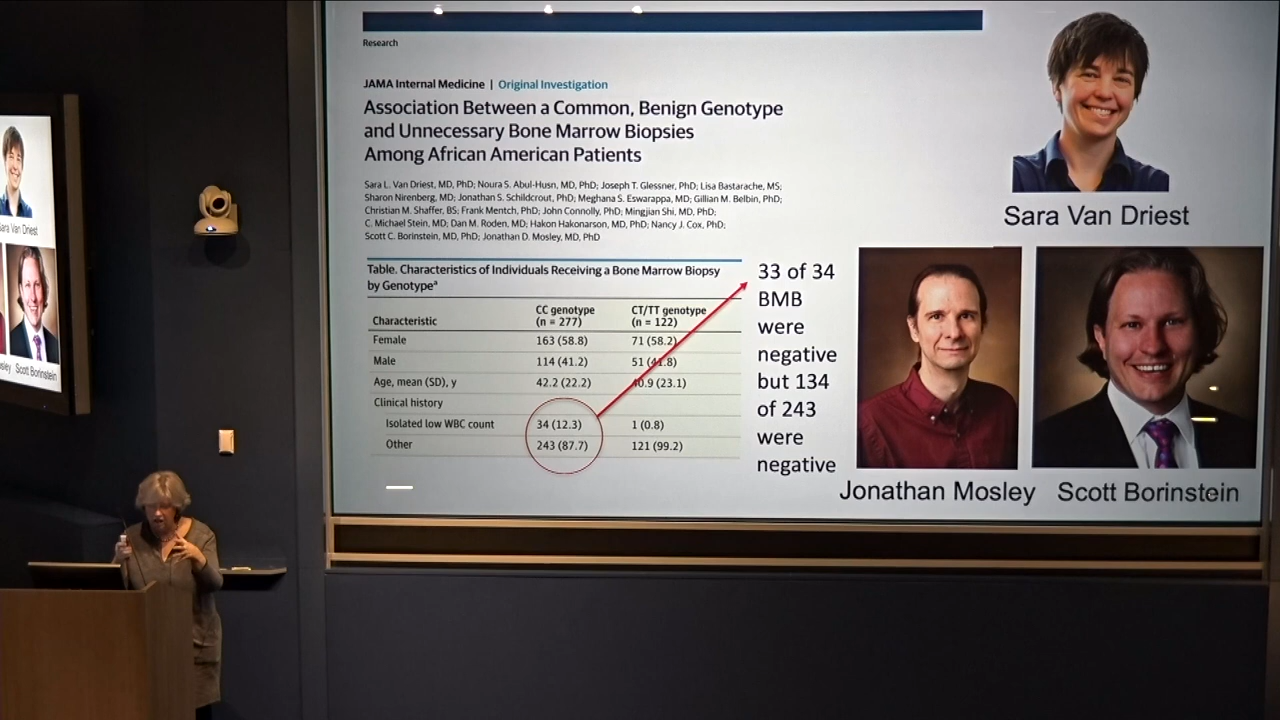 Research
JAMA Internal Medicine | Original Investigation
Association Between a Common, Benign Genotype
and Unnecessary Bone Marrow Biopsies
Among African American Patients
Sara L. Van Driest, MD, PhD; Noura S. Abul-Husn, MD, PhD; Joseph T. Glessner, PhD; Lisa Bastarache, MS;
Sharon Nirenberg, MD; Jonathan S. Schildcrout, PhD; Meghana S. Eswarappa, MD; Gillian M. Belbin, PhD;
Christian M. Shaffer, BS; Frank Mentch, PhD; John Connolly, PhD; Mingjian Shi, MD, PhD;
C. Michael Stein, MD; Dan M. Roden, MD; Hakon Hakonarson, MD, PhD; Nancy J. Cox, PhD;
Scott C. Borinstein, MD, PhD; Jonathan D. Mosley, MD, PhD
Table. Characteristics of Individuals Receiving a Bone Marrow Biopsy
by Genotypea
Characteristic CC genotype (n = 277) CT/TT genotype (n = 122)
Female 163 (58.8) 71 (58.2)
Male 114 (41.2) 51 (41.8)
Age, mean (SD), y 42.2 (22.2) 40.9 (23.1)
Clinical history
Isolated low WBC count 34 (12.3) 1 (0.8)
Other 243 (87.7) 121 (99.2)
33 of 34
BMB
were
negative
but 134
of 243
were
negative
Sara Van Driest
Jonathan Mosley
Scott Borinstein
Sara Van Driest
sley Scott Borinstein